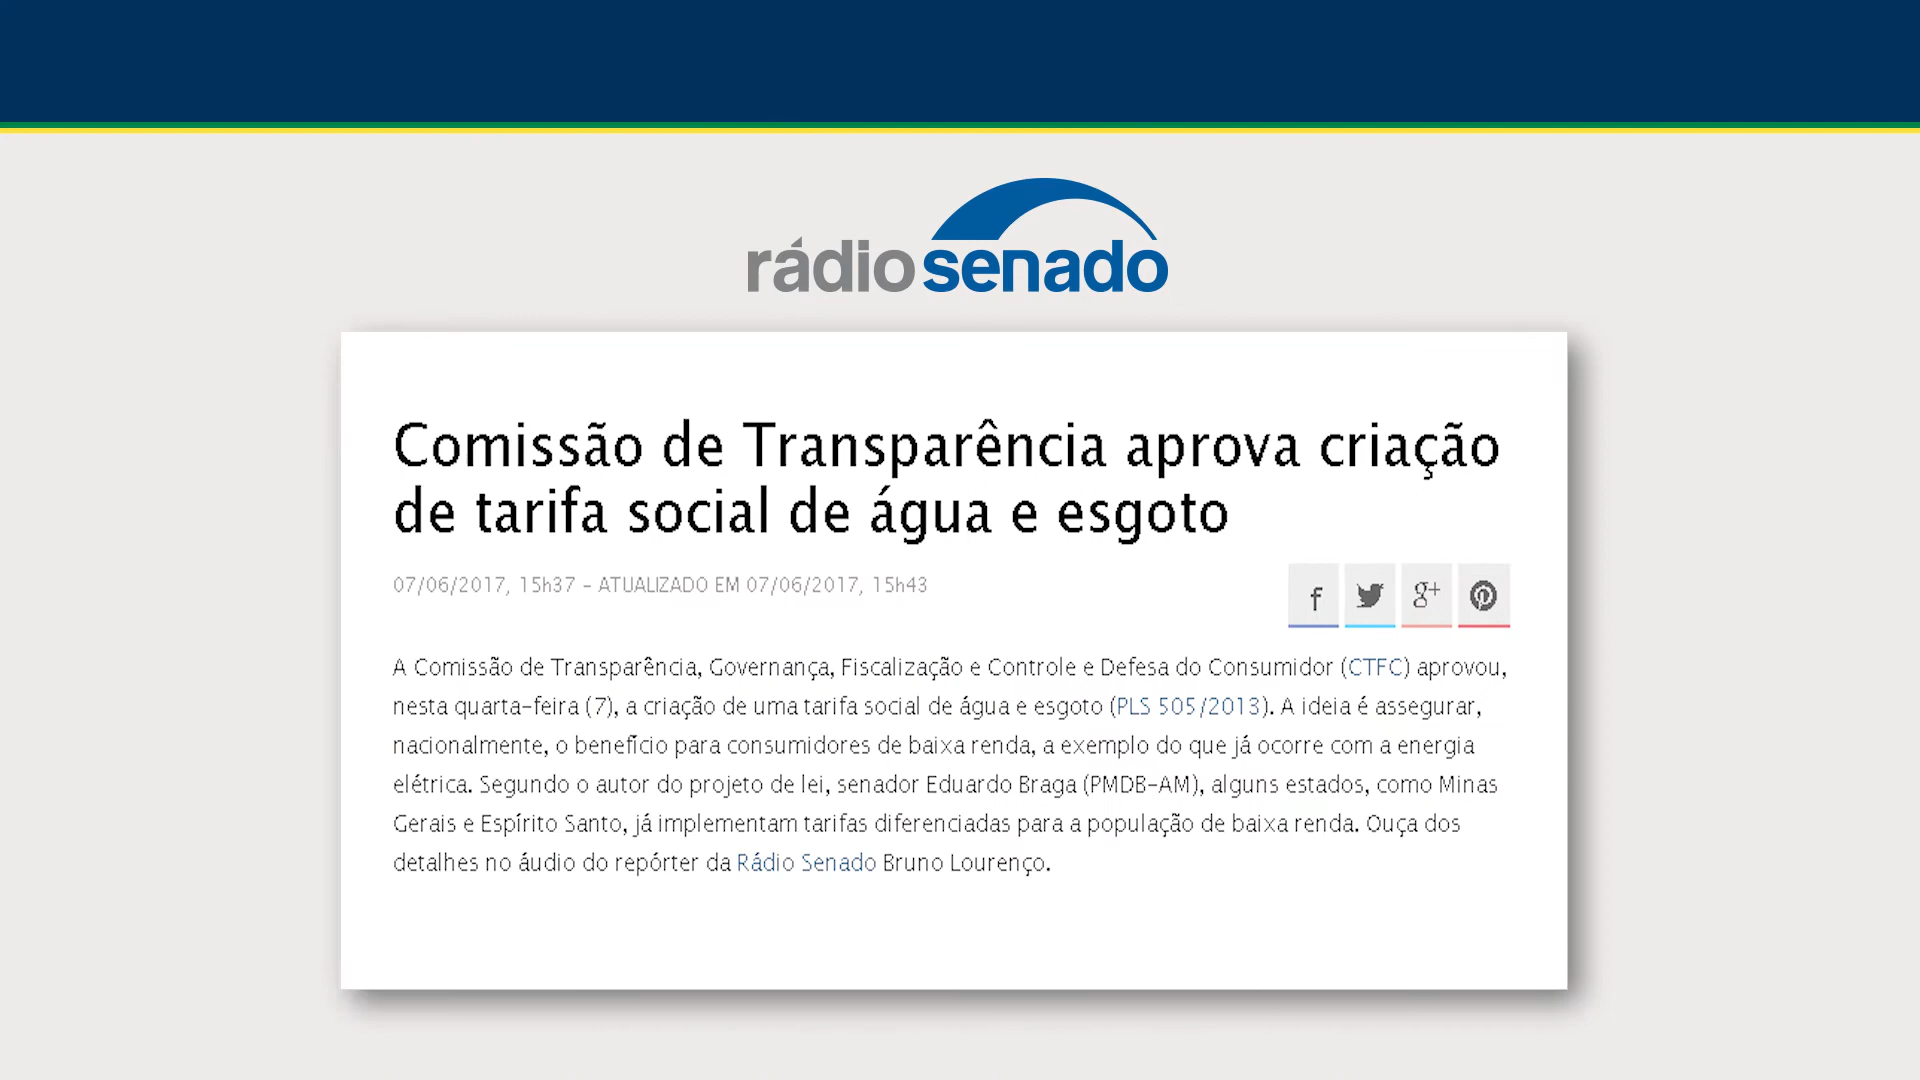 rádio senado
Comissão de Transparência aprova criação
de tarifa social de água e esgoto
07/06/2017, 15h37 - ATUALIZADO EM 07/06/2017, 15h43
f g+
A Comissão de Transparência, Governança, Fiscalização e Controle e Defesa do Consumidor (CTFC) aprovou,
nesta quarta-feira (7), a criação de uma tarifa social de água e esgoto (PLS 505/2013). A ideia é assegurar,
nacionalmente, o benefício para consumidores de baixa renda, a exemplo do que já ocorre com a energia
elétrica. Segundo o autor do projeto de lei, senador Eduardo Braga (PMDB-AM), alguns estados, como Minas
Gerais e Espírito Santo, já implementam tarifas diferenciadas para a população de baixa renda. Ouça dos
detalhes no áudio do repórter da Rádio Senado Bruno Lourenço.